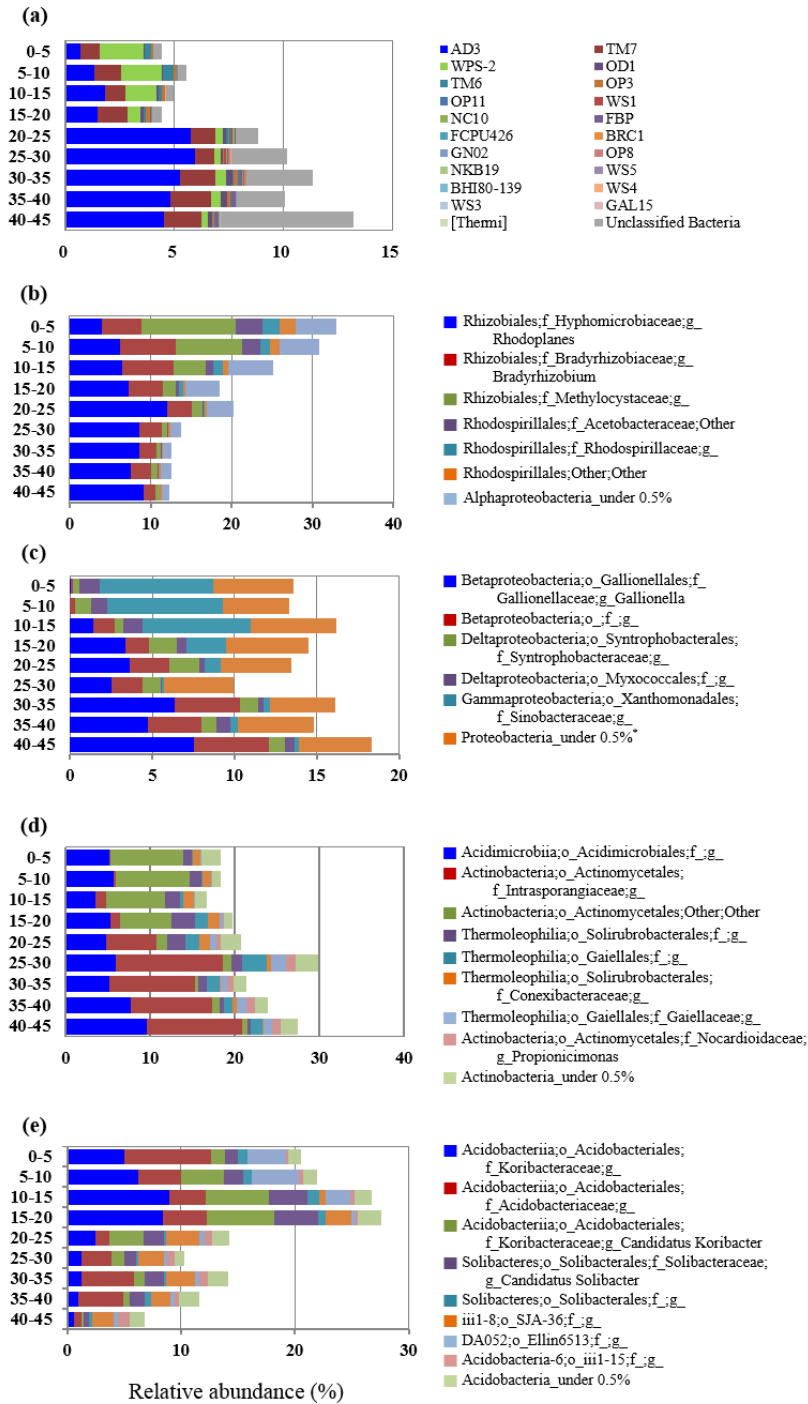 (a)
0-5
5-10
10-15
15-20
20-25
25-30
30-35
35-40
40-45
0 5 10 15
AD3 TM7
WPS-2 OD1
TM6 OP3
OP11 WS1
NC10 FBP
FCPU426 BRC1
GN02 OP8
NKB19 WS5
BHI80-139 WS4
WS3 GAL15
[Thermi] Unclassified Bacteria
(b)
0-5
5-10
10-15
15-20
20-25
25-30
30-35
35-40
40-45
0 10 20 30 40
Rhizobiales;f_Hyphomicrobiaceae;g_
Rhodoplanes
Rhizobiales;f_Bradyrhizobiaceae;g_
Bradyrhizobium
Rhizobiales;f_Methylocystaceae;g_
Rhodospirillales;f_Acetobacteraceae;Other
Rhodospirillales;f_Rhodospirillaceae;g_
Rhodospirillales;Other;Other
Alphaproteobacteria_under 0.5%
(c)
0-5
5-10
10-15
15-20
20-25
25-30
30-35
35-40
40-45
0 5 10 15 20
Betaproteobacteria;o_Gallionellales;f_
Gallionellaceae;g_Gallionella
Betaproteobacteria;o_;f_;g_
Deltaproteobacteria;o_Syntrophobacterales;
f_Syntrophobacteraceae;g_
Deltaproteobacteria;o_Myxococcales;f_;g_
Gammaproteobacteria;o_Xanthomonadales;
f_Sinobacteraceae;g_
Proteobacteria_under 0.5%*
(d)
0-5
5-10
10-15
15-20
20-25
25-30
30-35
35-40
40-45
0 10 20 30 40
Acidimicrobiia;o_Acidimicrobiales;f_;g_
Actinobacteria;o_Actinomycetales;
f_Intrasporangiaceae;g_
Actinobacteria;o_Actinomycetales;Other;Other
Thermoleophilia;o_Solirubrobacterales;f_;g_
Thermoleophilia;o_Gaiellales;f_;g_
Thermoleophilia;o_Solirubrobacterales;
f_Conexibacteraceae;g_
Thermoleophilia;o_Gaiellales;f_Gaiellaceae;g_
Actinobacteria;o_Actinomycetales;f_Nocardioidaceae;
g_Propionicimonas
Actinobacteria_under 0.5%
(e)
0-5
5-10
10-15
15-20
20-25
25-30
30-35
35-40
40-45
0 10 20 30
Relative abundance (%)
Acidobacteriia;o_Acidobacteriales;
f_Koribacteraceae;g_
Acidobacteriia;o_Acidobacteriales;
f_Acidobacteriaceae;g_
Acidobacteriia;o_Acidobacteriales;
f_Koribacteraceae;g_Candidatus Koribacter
Solibacteres;o_Solibacterales;f_Solibacteraceae;
g_Candidatus Solibacter
Solibacteres;o_Solibacterales;f_;g_
iii1-8;o_SJA-36;f_;g_
DA052;o_Ellin6513;f_;g_
Acidobacteria-6;o_iii1-15;f_;g_
Acidobacteria_under 0.5%